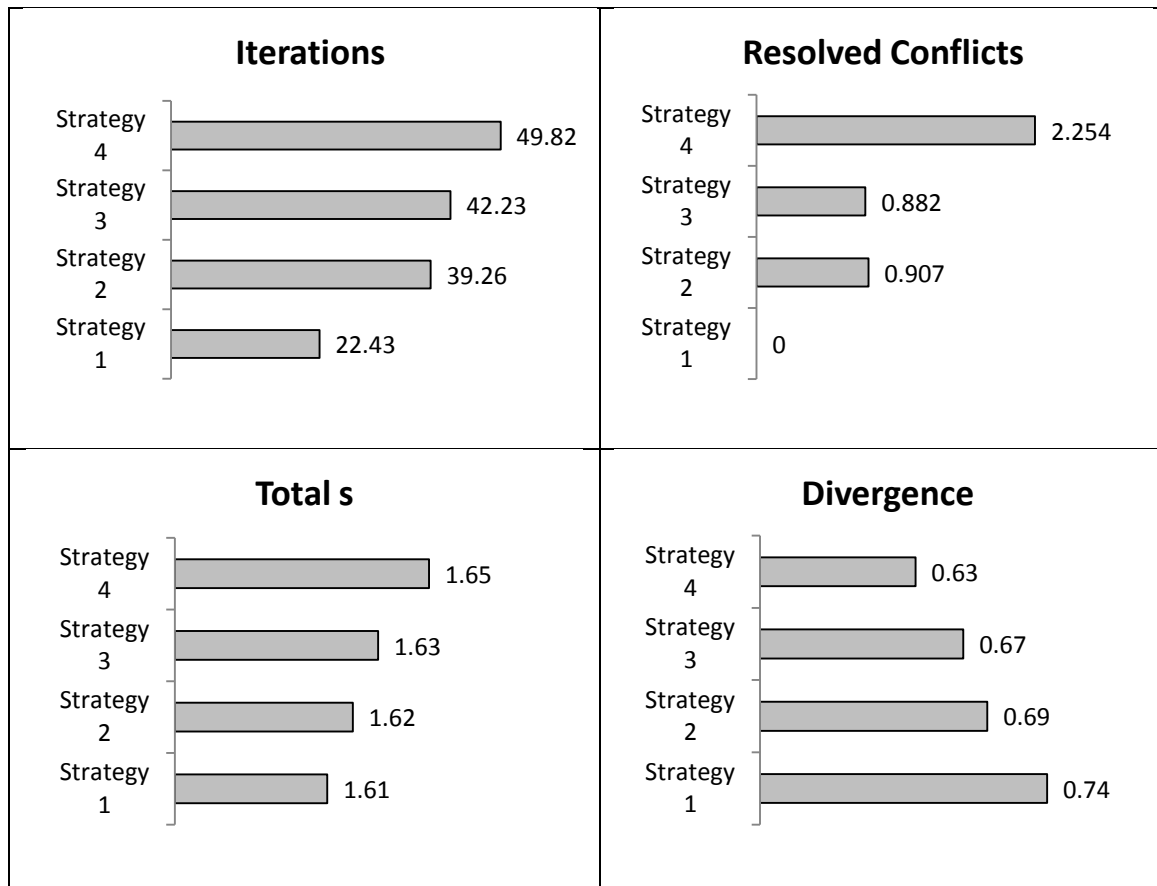 Iterations
Strategy
4
49.82
Strategy
3
42.23
Strategy
2
39.26
Strategy
1
22.43
Resolved Conflicts
Strategy
4
2.254
Strategy
3
0.882
Strategy
2
0.907
Strategy
1
0
Total s
Strategy
4
1.65
Strategy
3
1.63
Strategy
2
1.62
Strategy
1
1.61
Divergence
Strategy
4
0.63
Strategy
3
0.67
Strategy
2
0.69
Strategy
1
0.74